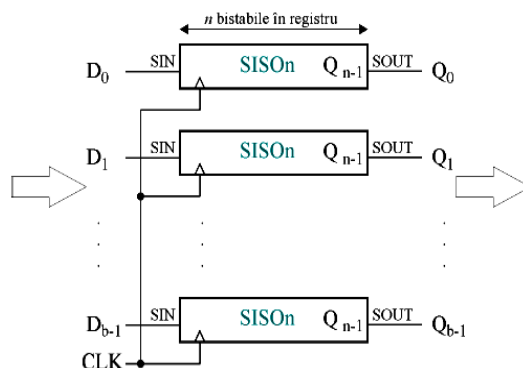 n bistabile în registru
D0 SIN SISOn Qn-1 SOUT Q0
D1 SIN SISOn Qn-1 SOUT Q1
Db-1 SIN SISOn Qn-1 SOUT Qb-1
CLK